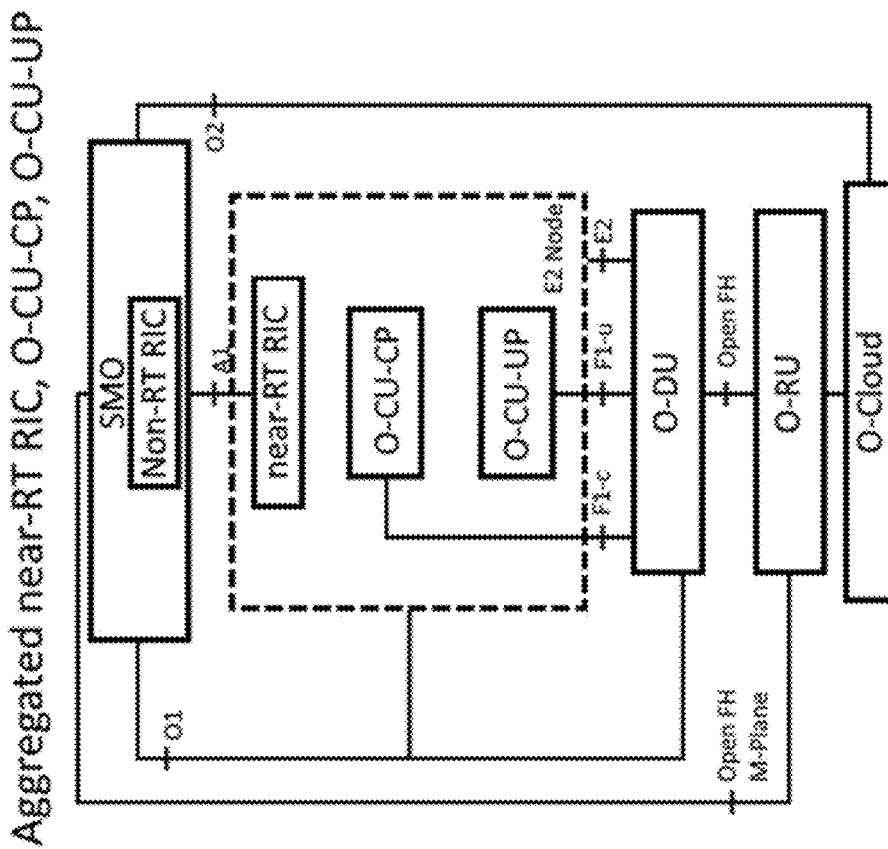 Aggregated near-RT RIC, O-CU-CP, O-CU-UP
SMO
Non-RT RIC
O2
A1
O1
near-RT RIC
O-CU-CP
O-CU-UP
E2 Node
F1-c
F1-u
E2
O-DU
Open FH
Open FH
M-Plane
O-RU
O-Cloud